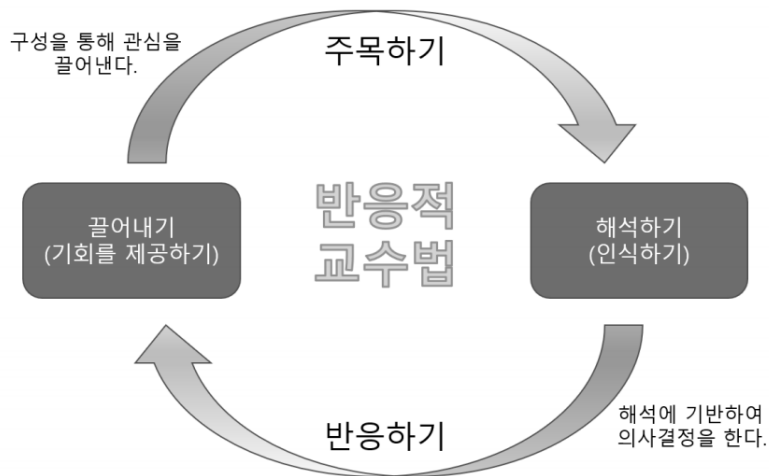 구성을 통해 관심을
끌어낸다.
주목하기
끌어내기
(기회를 제공하기)
반응적
교수법
해석하기
(인식하기)
반응하기
해석에 기반하여
의사결정을 한다.